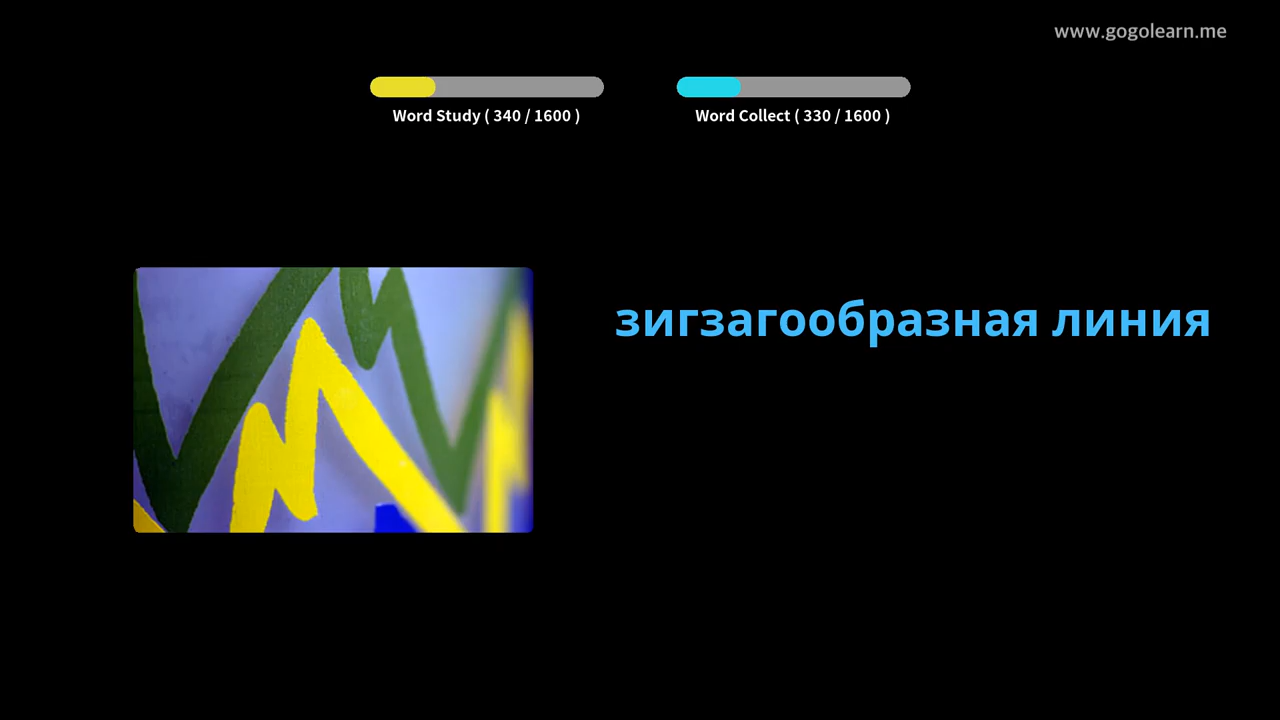 www.gogolearn.me
Word Study ( 340 / 1600 )
Word Collect ( 330 / 1600 )
зигзагообразная линия